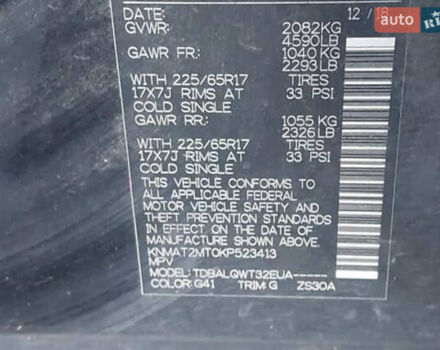 DATE: 12 / 18
GVWR: 2082KG
4590LB
GAWR FR: 1040 KG
2293 LB
WITH 225/65R17 TIRES
17X7J RIMS AT 33 PSI
COLD SINGLE
GAWR RR: 1055 KG
2326 LB
WITH 225/65R17 TIRES
17X7J RIMS AT 33 PSI
COLD SINGLE
THIS VEHICLE CONFORMS TO
ALL APPLICABLE FEDERAL
MOTOR VEHICLE SAFETY AND
THEFT PREVENTION STANDARDS
IN EFFECT ON THE DATE OF
MANUFACTURE SHOWN ABOVE.
KNMAT2MT0KP523413
MPV
MODEL: TDBALQWT32EUA-----
COLOR: G41 TRIM: G ZS30A
auto RIA